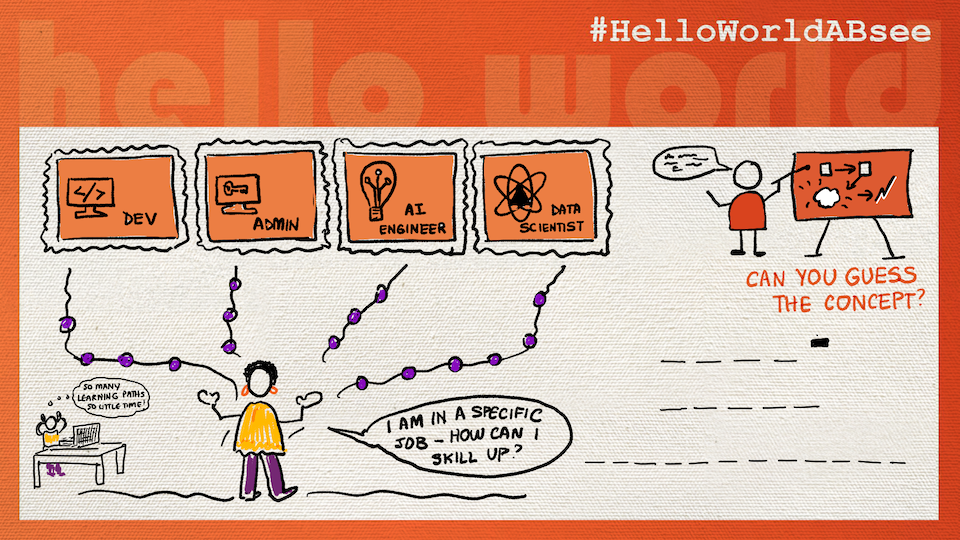 #HelloWorldABsee
hello world
</>
DEV
ADMIN
AI
ENGINEER
DATA
SCIENTIST
CAN YOU GUESS
THE CONCEPT?
SO MANY
LEARNING PATHS
SO LITTLE TIME!
I AM IN A SPECIFIC
JOB - HOW CAN I
SKILL UP?